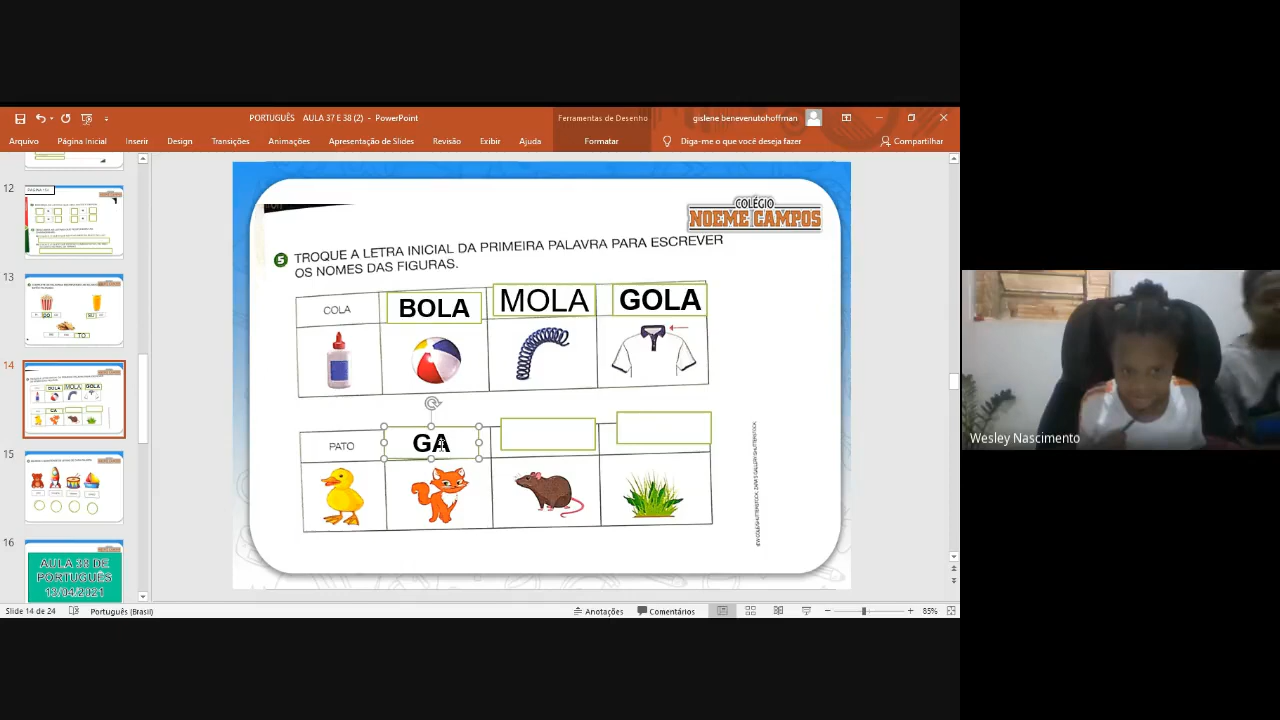 PORTUGUÊS AULA 37 E 38 (2) - PowerPoint
Ferramentas de Desenho
gislene benevenutohoffman
Arquivo Página Inicial Inserir Design Transições Animações Apresentação de Slides Revisão Exibir Ajuda Formatar Diga-me o que você deseja fazer Compartilhar
COLÉGIO
NOEME CAMPOS
5 TROQUE A LETRA INICIAL DA PRIMEIRA PALAVRA PARA ESCREVER
OS NOMES DAS FIGURAS.
COLA BOLA MOLA GOLA
PATO GA
12
13
14
15
16
AULA 38 DE
PORTUGUÊS
13/04/2021
Wesley Nascimento
Slide 14 de 24 Português (Brasil) Anotações Comentários 85%